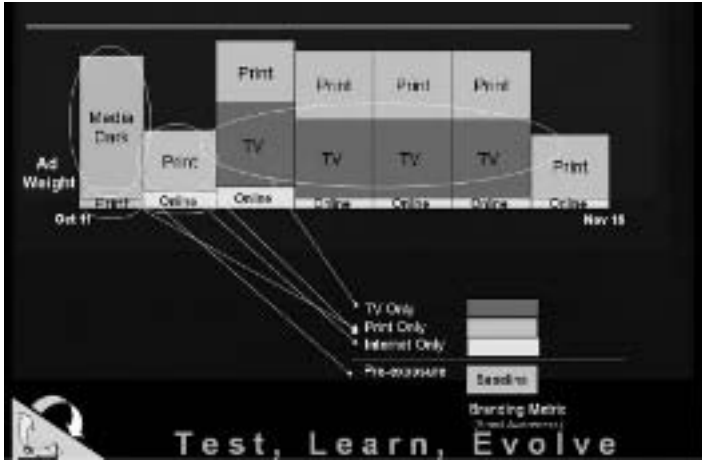 Print
Print Print Print
Media
Dark
TV
Print
TV TV TV
Print
Ad
Weight
Print Online Online Online Online Online Online
Oct 11
Nov 15
TV Only
Print Only
Internet Only
Pre-exposure
Baseline
Branding Metric
Test, Learn, Evolve